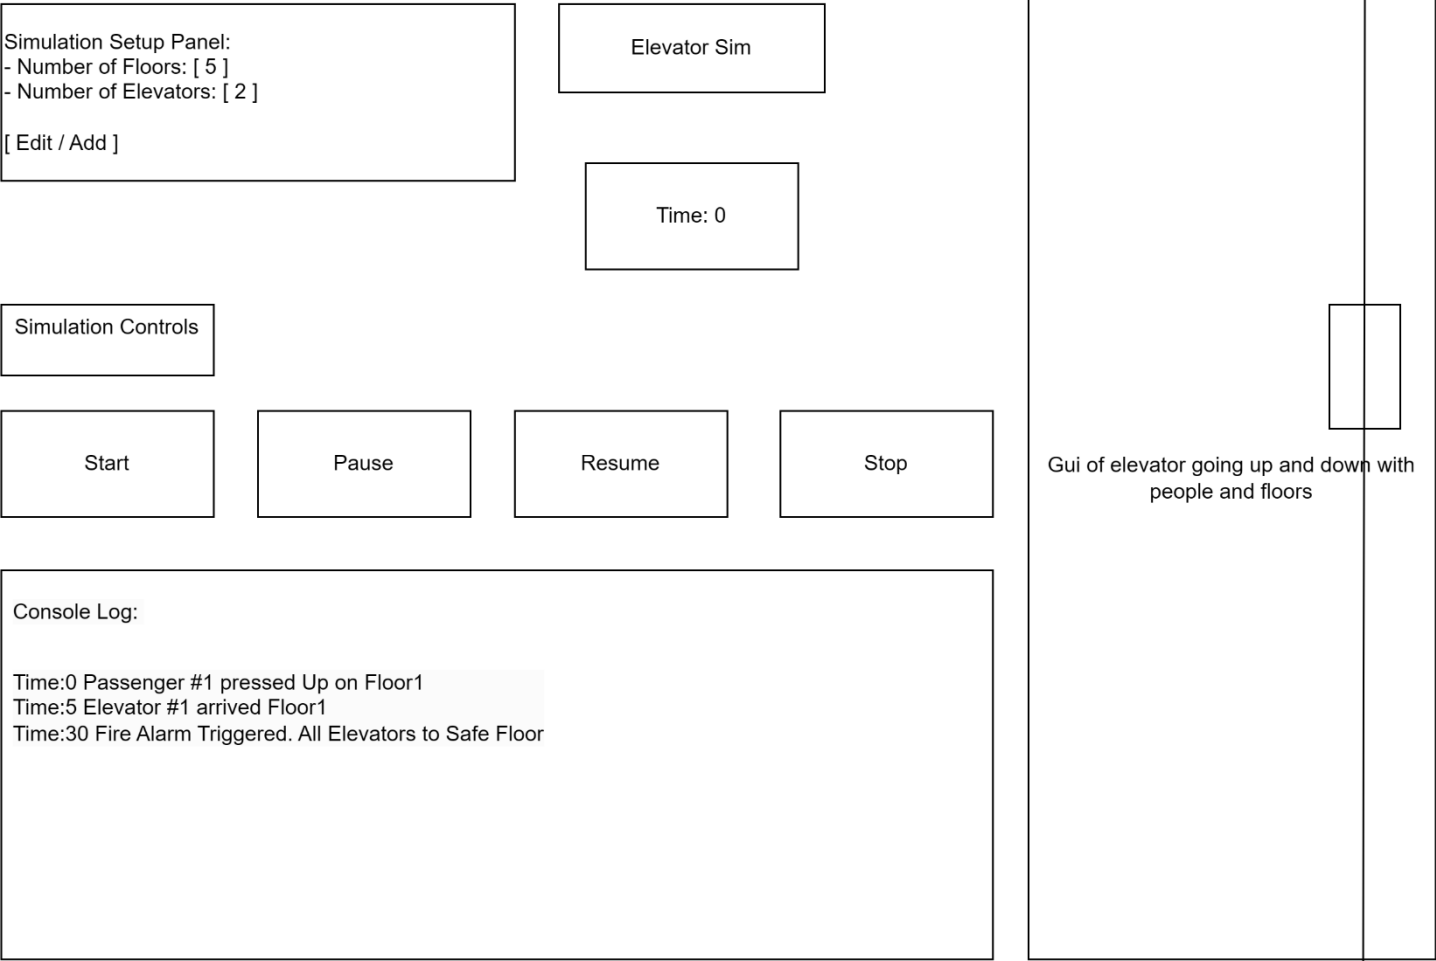 Simulation Setup Panel:
- Number of Floors: [ 5 ]
- Number of Elevators: [ 2 ]
[ Edit / Add ]
Elevator Sim
Time: 0
Simulation Controls
Start
Pause
Resume
Stop
Console Log:
Time:0 Passenger #1 pressed Up on Floor1
Time:5 Elevator #1 arrived Floor1
Time:30 Fire Alarm Triggered. All Elevators to Safe Floor
Gui of elevator going up and down with
people and floors